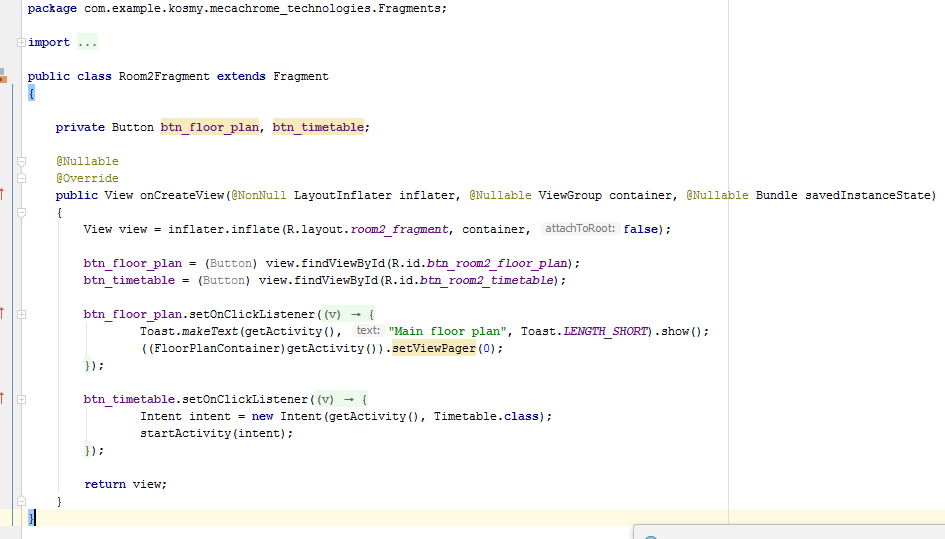 package com.example.kosmy.mecachrome_technologies.Fragments;
import ...
public class Room2Fragment extends Fragment
{
private Button btn_floor_plan, btn_timetable;
@Nullable
@Override
public View onCreateView(@NonNull LayoutInflater inflater, @Nullable ViewGroup container, @Nullable Bundle savedInstanceState)
{
View view = inflater.inflate(R.layout.room2_fragment, container, attachToRoot: false);
btn_floor_plan = (Button) view.findViewById(R.id.btn_room2_floor_plan);
btn_timetable = (Button) view.findViewById(R.id.btn_room2_timetable);
btn_floor_plan.setOnClickListener((v) → {
Toast.makeText(getActivity(), text: "Main floor plan", Toast.LENGTH_SHORT).show();
((FloorPlanContainer)getActivity()).setViewPager(0);
});
btn_timetable.setOnClickListener((v) → {
Intent intent = new Intent(getActivity(), Timetable.class);
startActivity(intent);
});
return view;
}
}